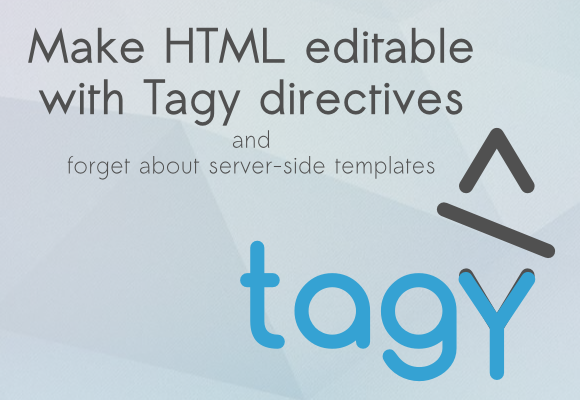 Make HTML editable
with Tagy directives
and
forget about server-side templates
tagy